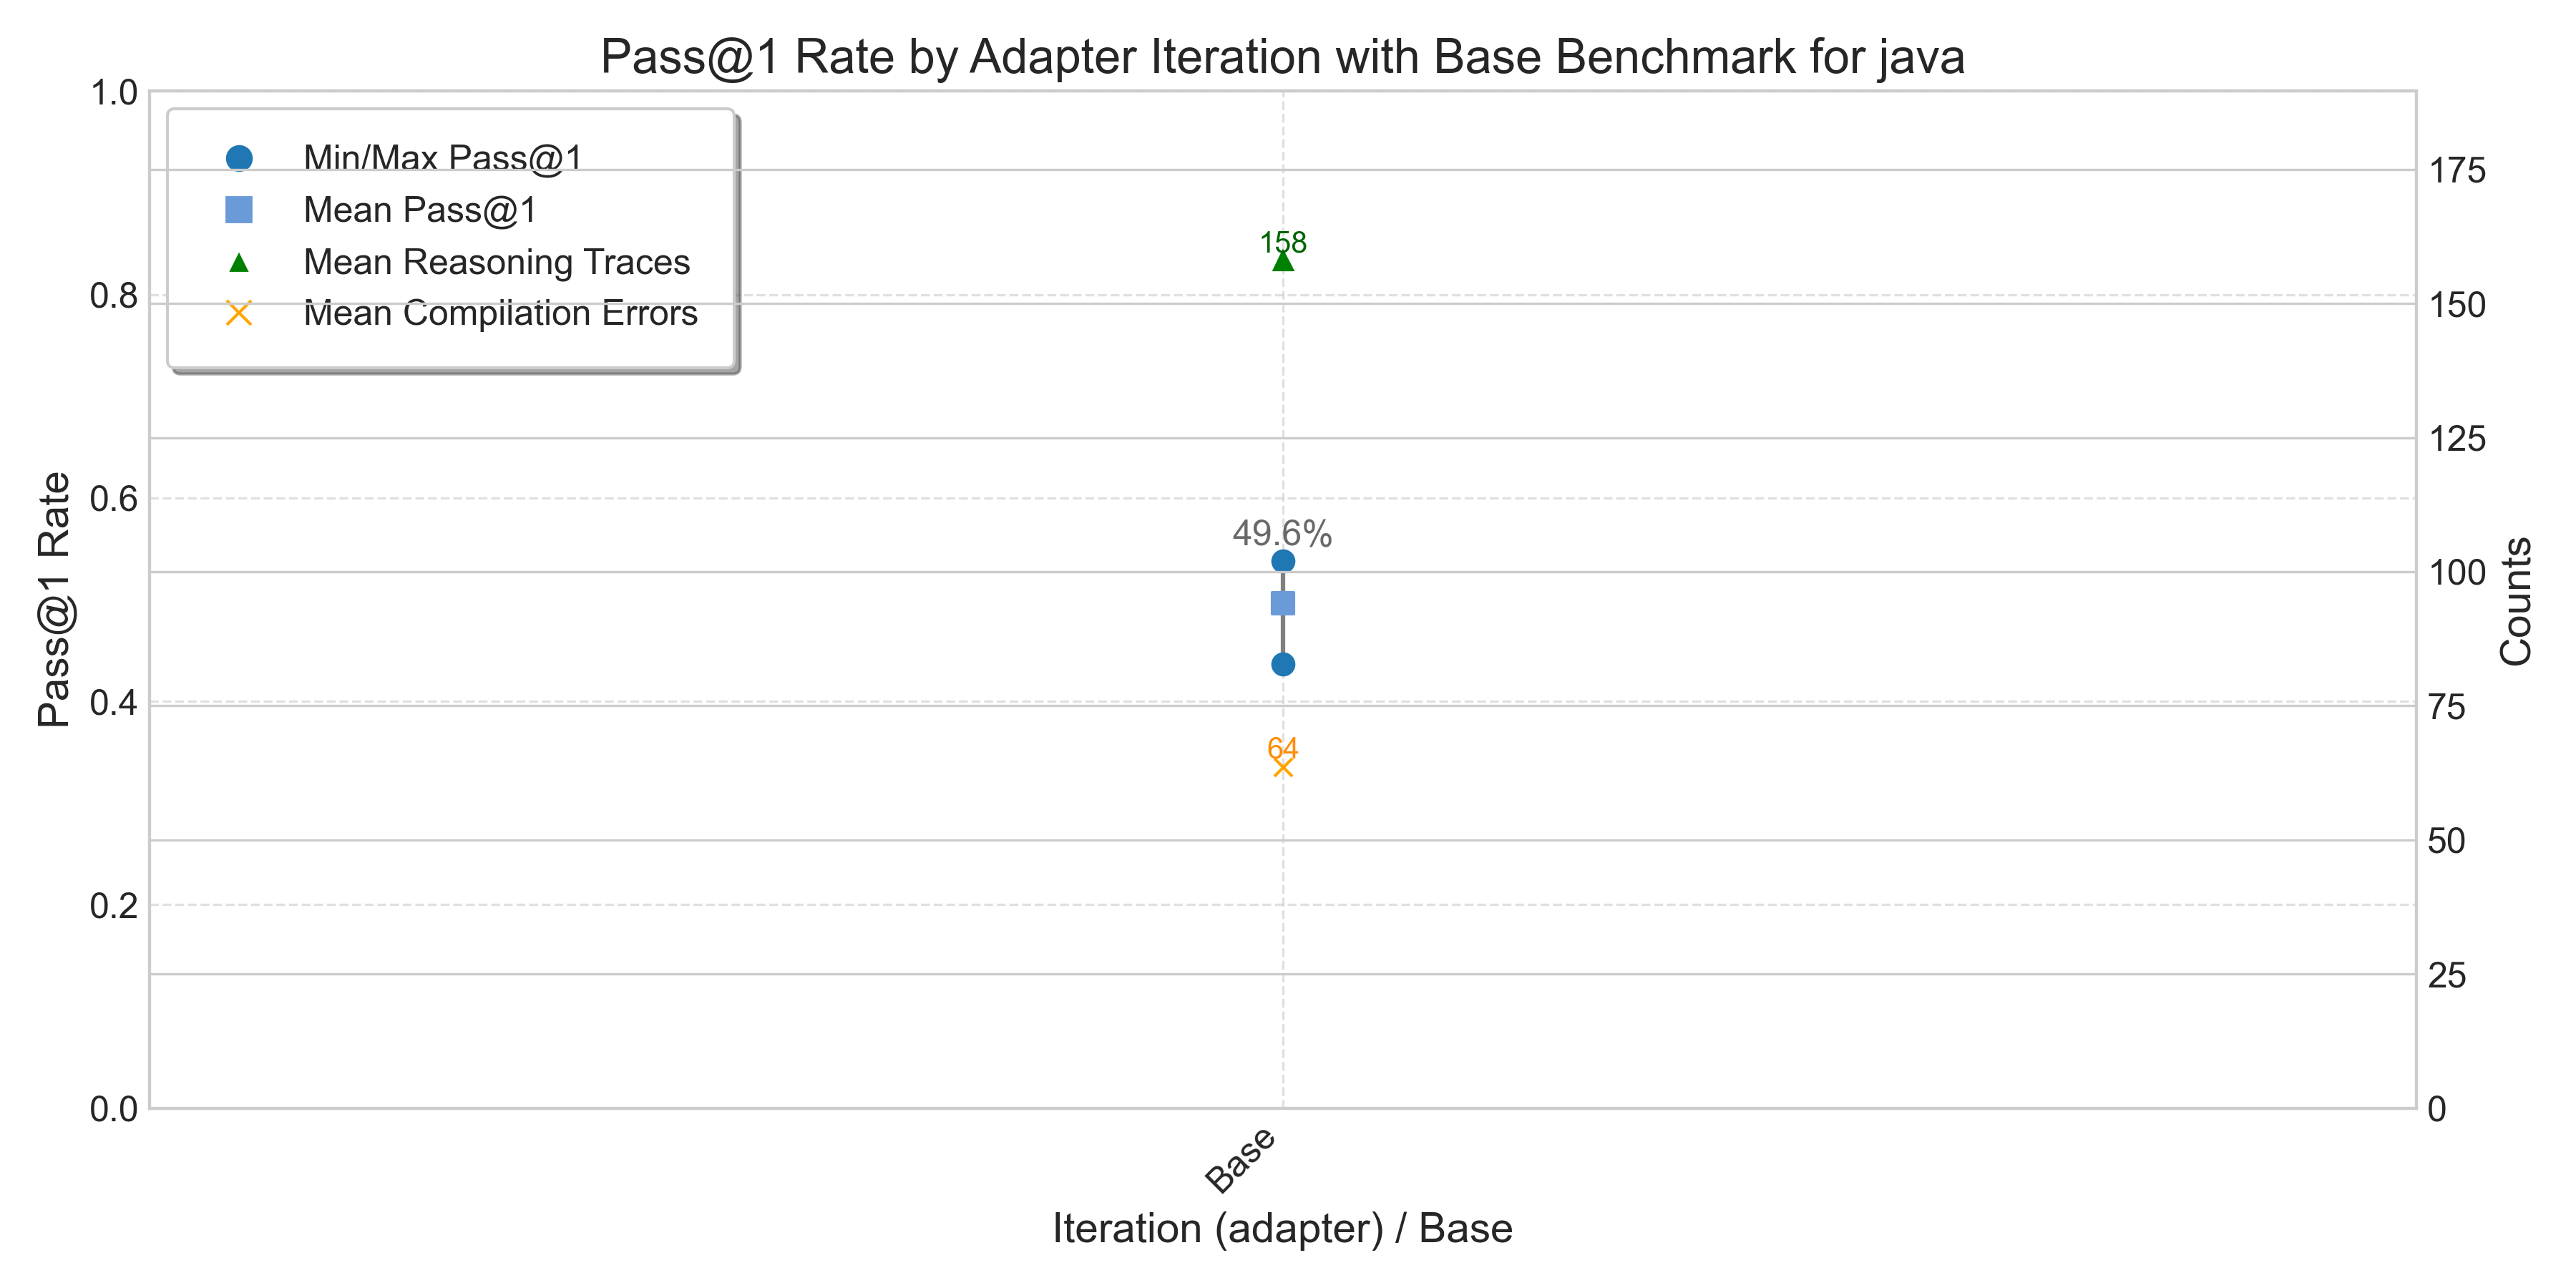 Pass@1 Rate by Adapter Iteration with Base Benchmark for java
Min/Max Pass@1
Mean Pass@1
Mean Reasoning Traces
Mean Compilation Errors
Pass@1 Rate
1.0
0.8
0.6
0.4
0.2
0.0
158
49.6%
64
175
150
125
100
75
50
25
0
Counts
Base
Iteration (adapter) / Base